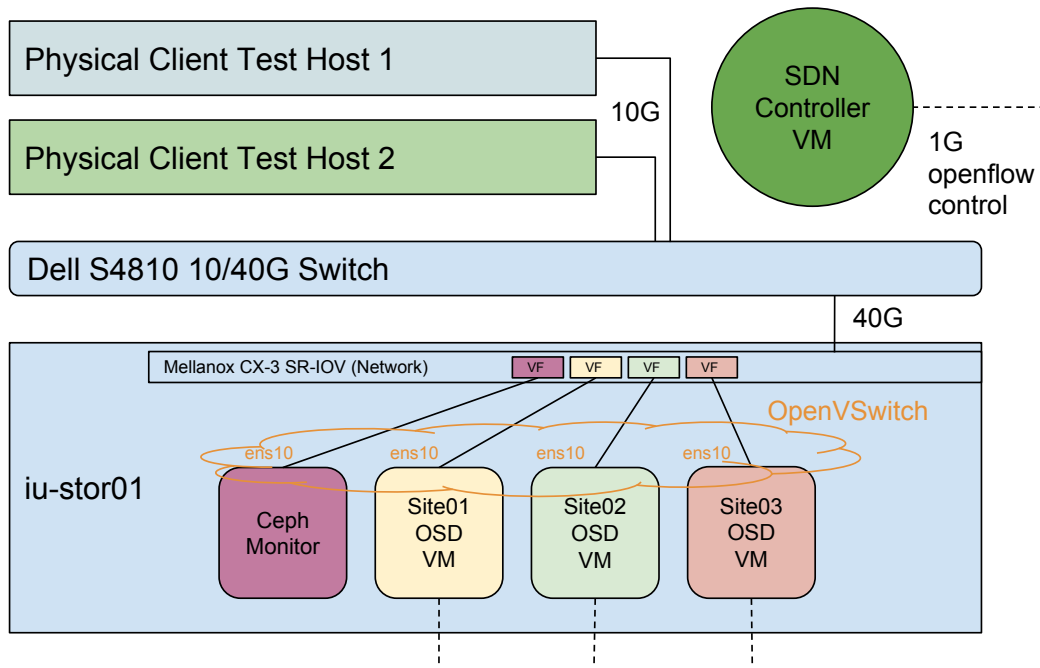 Physical Client Test Host 1
Physical Client Test Host 2
10G
SDN
Controller
VM
1G
openflow
control
Dell S4810 10/40G Switch
40G
Mellanox CX-3 SR-IOV (Network)
VF
VF
VF
VF
OpenVSwitch
ens10
ens10
ens10
ens10
iu-stor01
Ceph
Monitor
Site01
OSD
VM
Site02
OSD
VM
Site03
OSD
VM